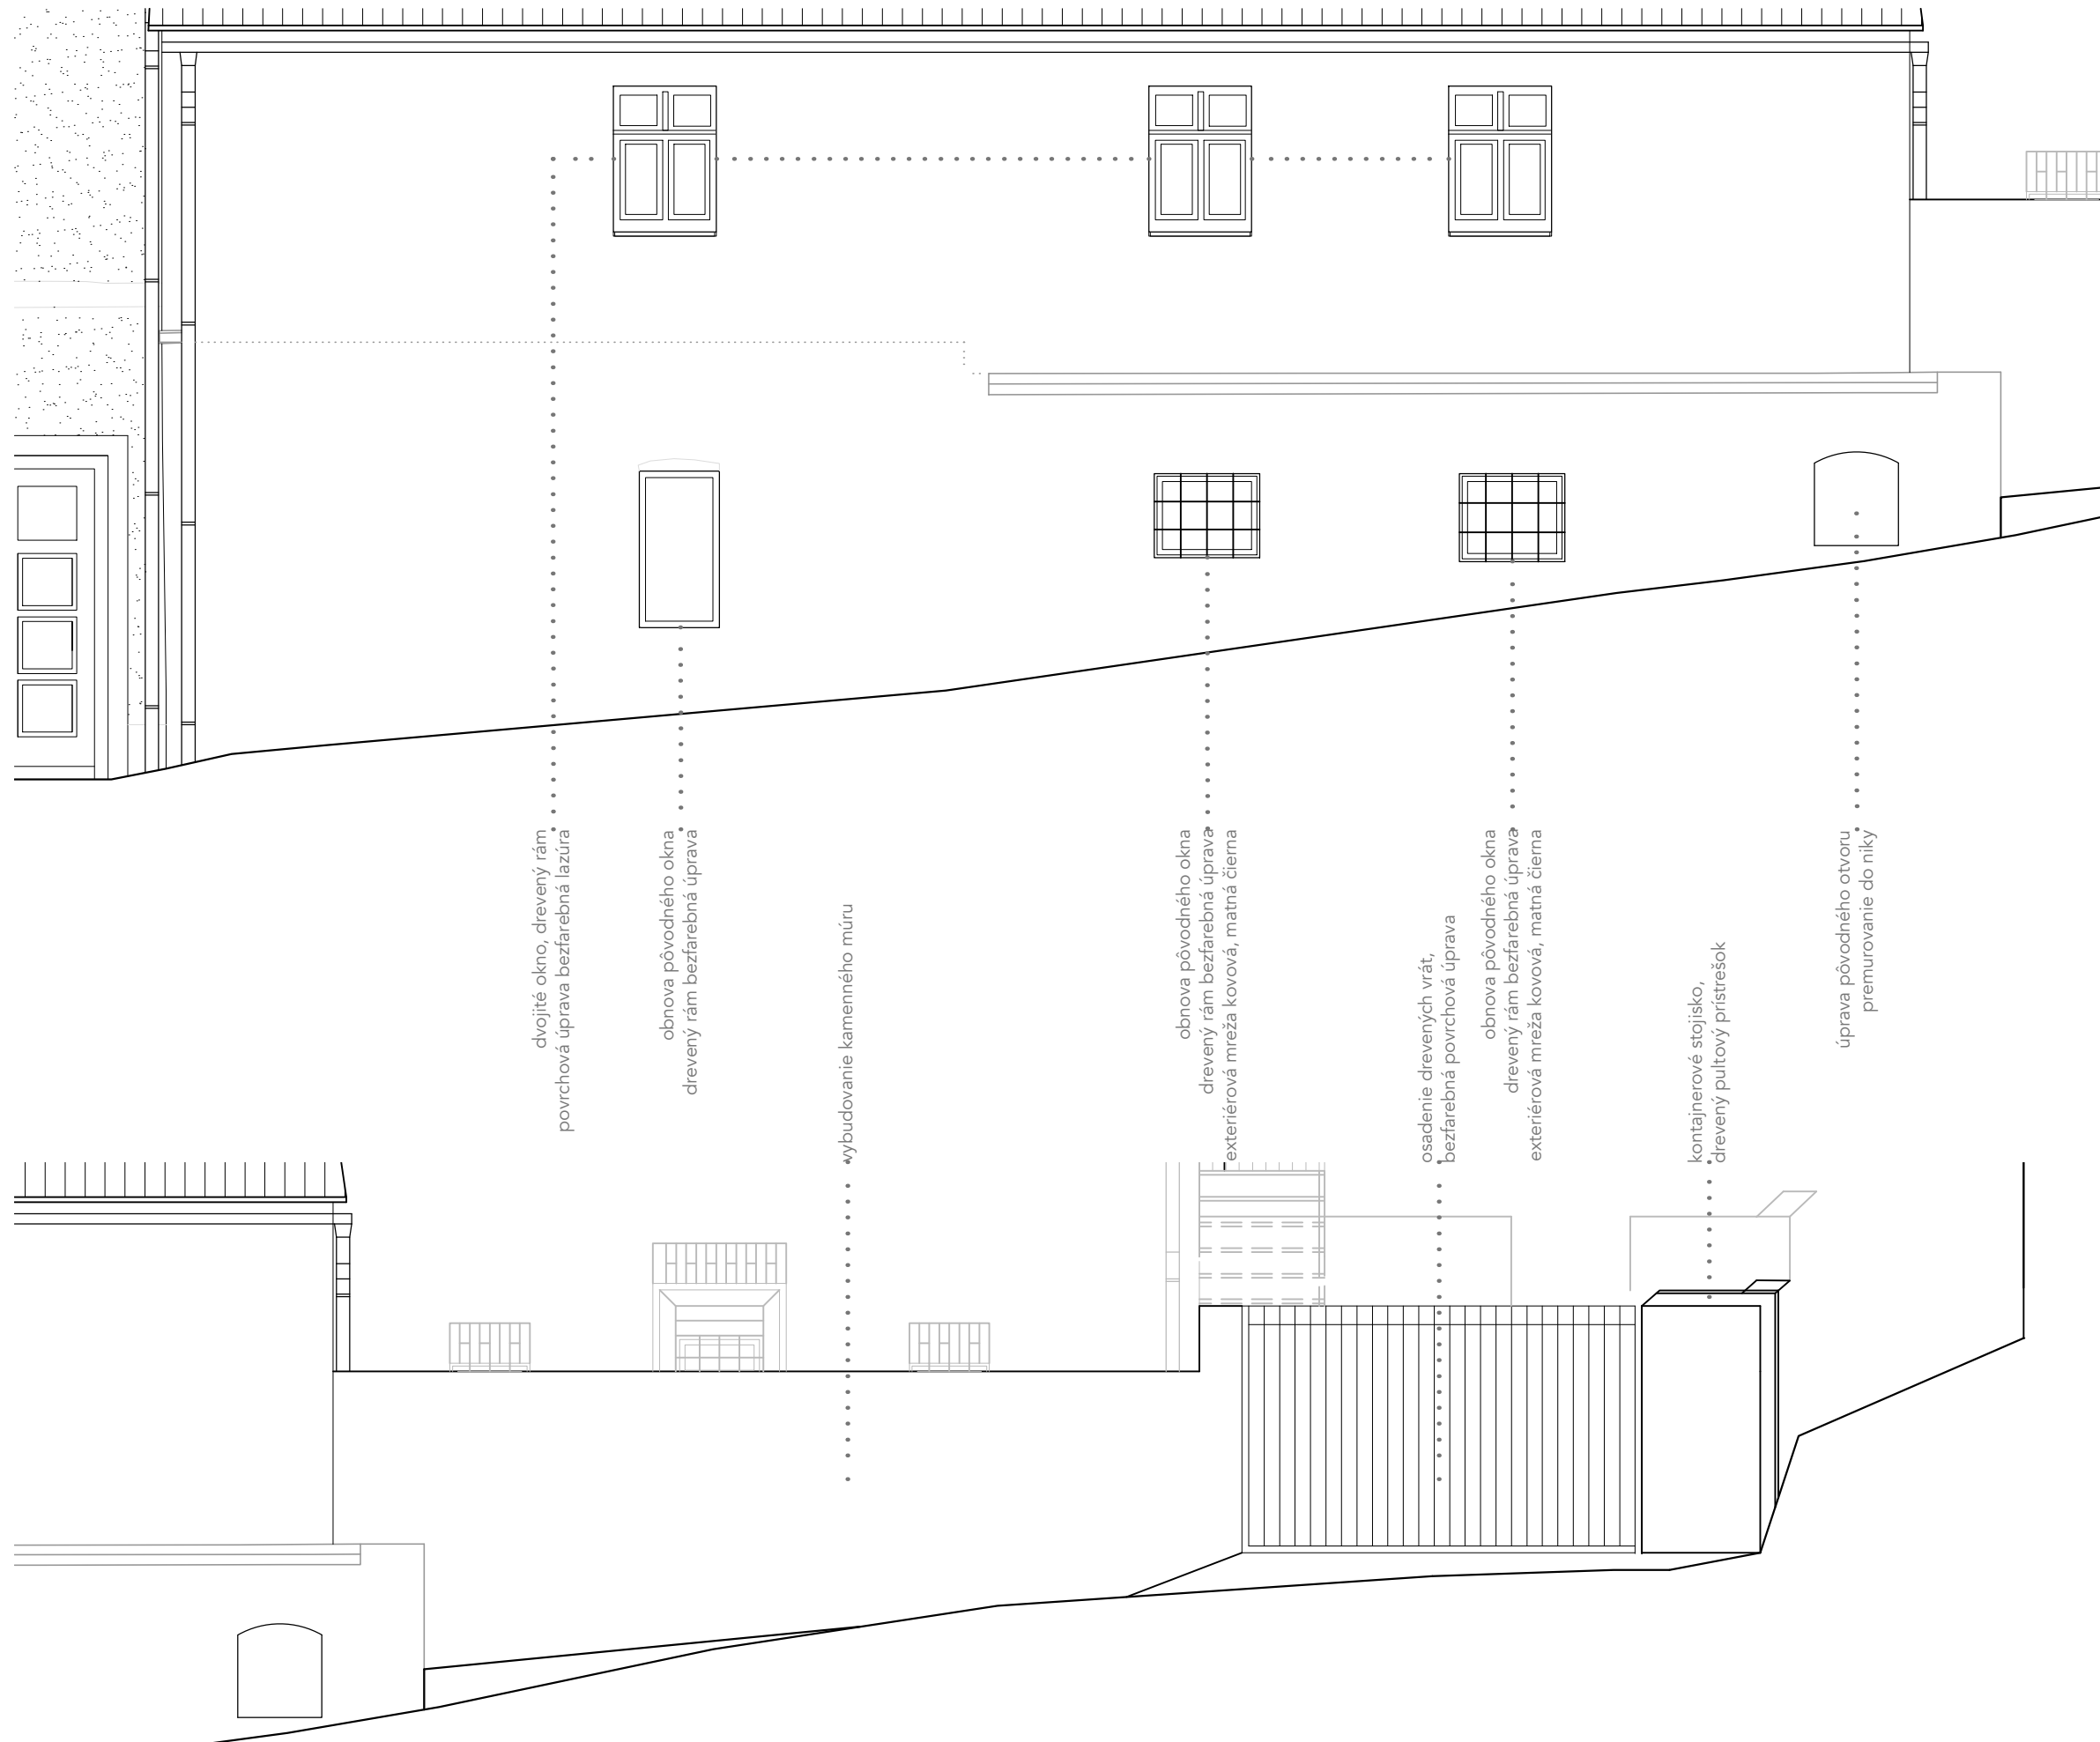 dvojité okno, drevený rám
povrchová úprava bezfarebná lazúra
obnova pôvodného okna
drevený rám bezfarebná úprava
vybudovanie kamenného múru
obnova pôvodného okna
drevený rám bezfarebná úprava
exteriérová mreža kovová, matná čierna
osadenie drevených vrát,
bezfarebná povrchová úprava
obnova pôvodného okna
drevený rám bezfarebná úprava
exteriérová mreža kovová, matná čierna
kontajnerové stojisko,
drevený pultový prístrešok
úprava pôvodného otvoru
premurovanie do niky